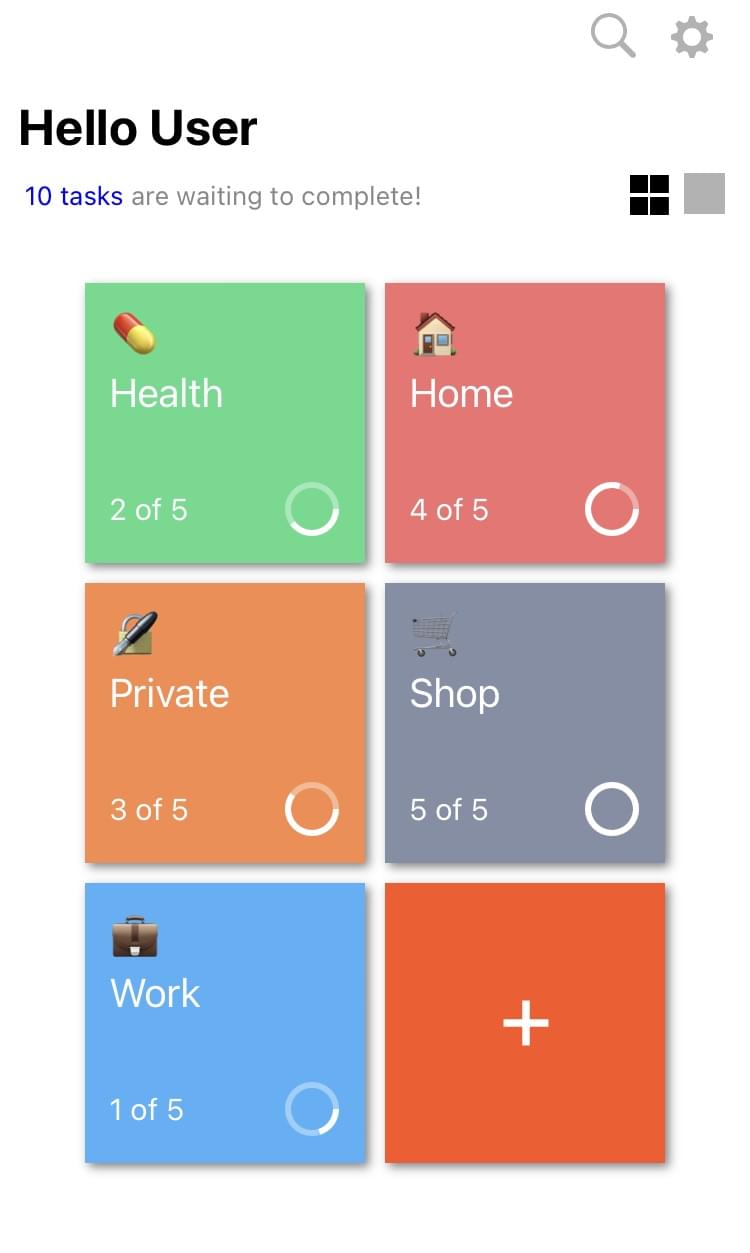 Hello User
10 tasks are waiting to complete!
Health
2 of 5
Home
4 of 5
Private
3 of 5
Shop
5 of 5
Work
1 of 5
+